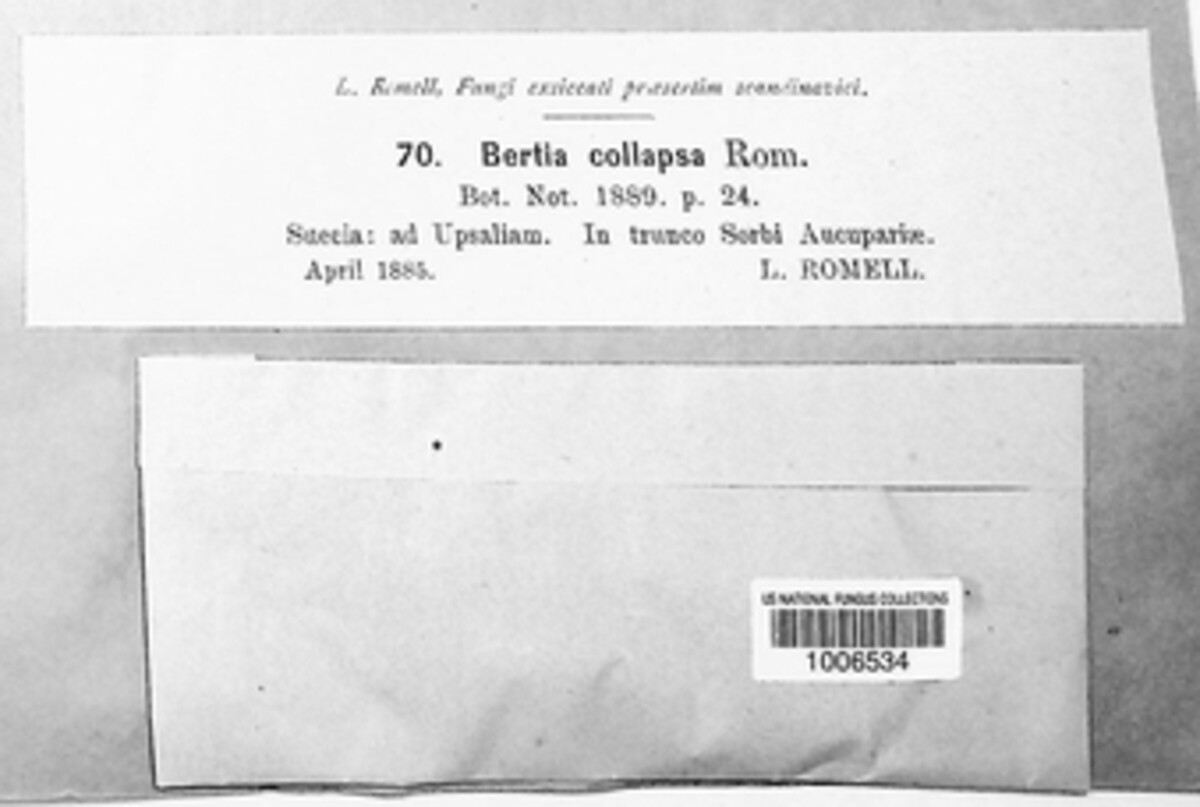 L. Romell, Fungi exsiccati præsertim scandinavici.
70. Bertia collapsa Rom.
Bot. Not. 1889. p. 24.
Suecia: ad Upsaliam. In trunco Sorbi Aucupariæ.
April 1885. L. ROMELL.
US NATIONAL FUNGUS COLLECTIONS
1006534